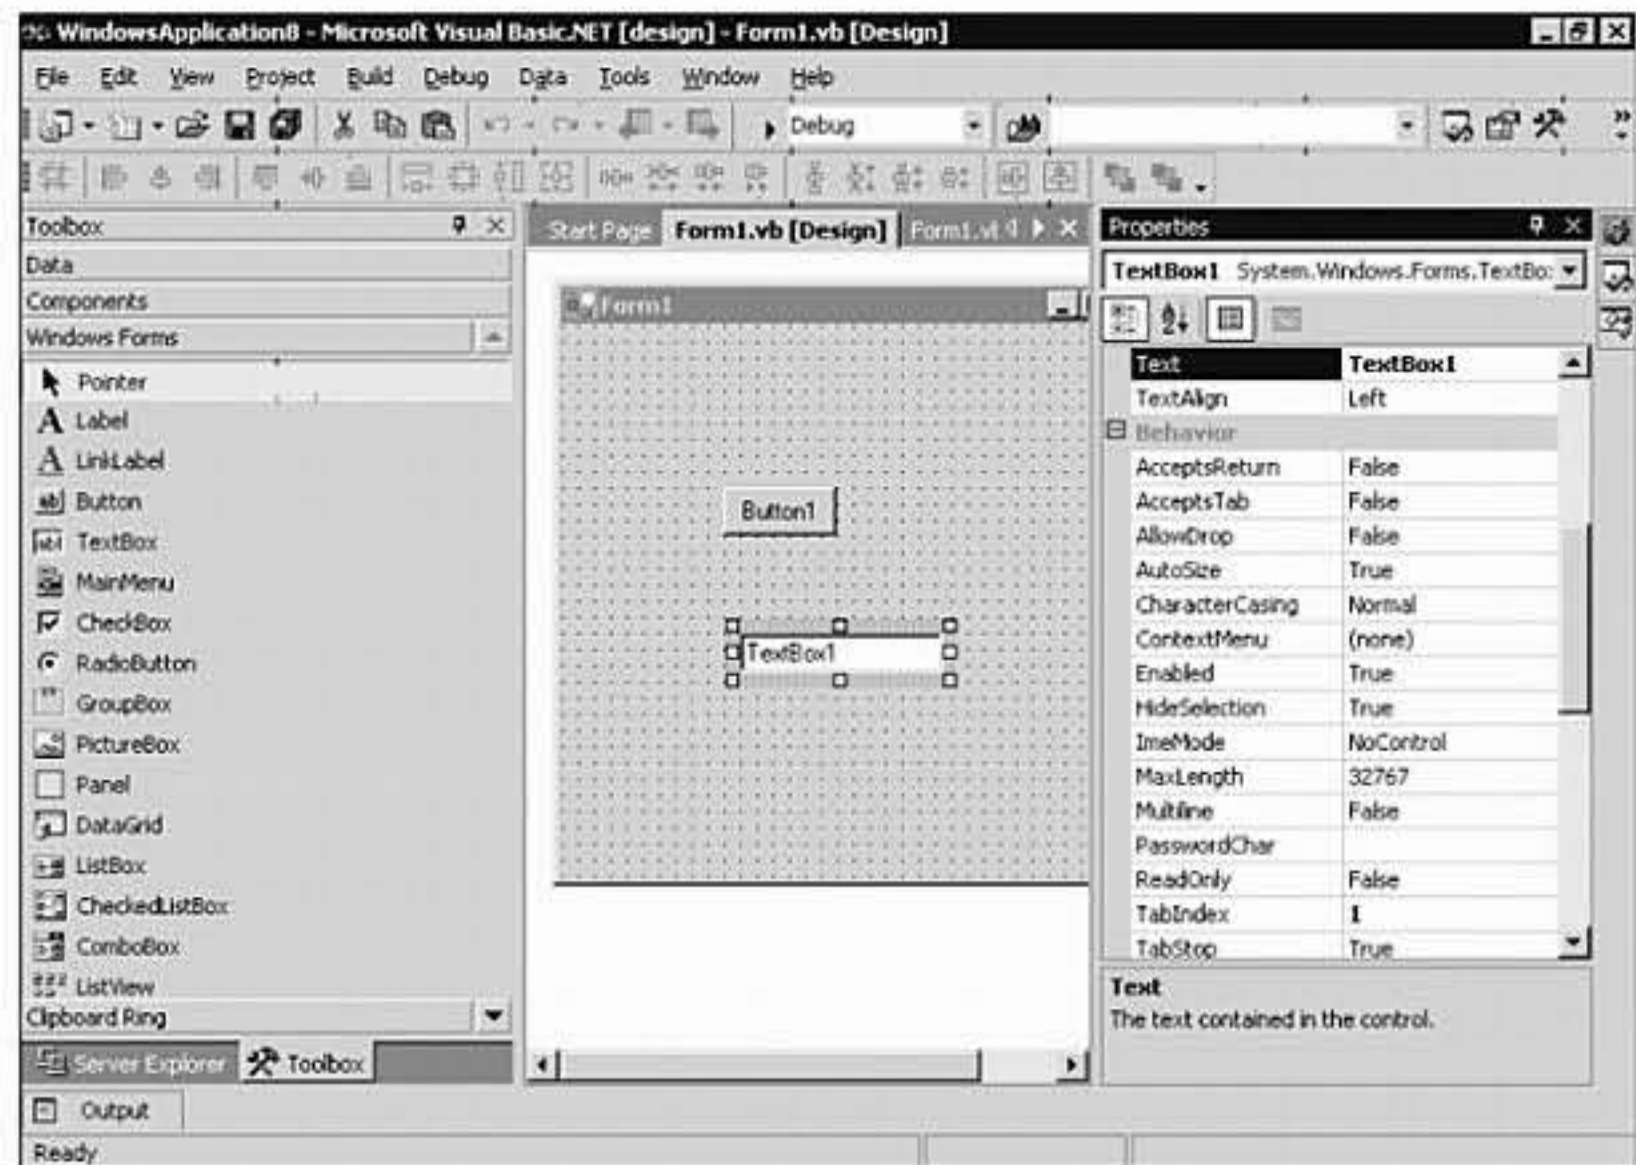 WindowsApplication8 - Microsoft Visual Basic.NET [design] - Form1.vb [Design]
File Edit View Project Build Debug Data Tools Window Help
Debug
Toolbox
Data
Components
Windows Forms
Pointer
Label
LinkLabel
Button
TextBox
MainMenu
CheckBox
RadioButton
GroupBox
PictureBox
Panel
DataGrid
ListBox
CheckedListBox
ComboBox
ListView
Clipboard Ring
Server Explorer Toolbox
Output
Ready
Start Page Form1.vb [Design] Form1.vl
Form1
Button1
TextBox1
Properties
TextBox1 System.Windows.Forms.TextBo:
Text TextBox1
TextAlign Left
Behavior
AcceptsReturn False
AcceptsTab False
AllowDrop False
AutoSize True
CharacterCasing Normal
ContextMenu (none)
Enabled True
HideSelection True
ImeMode NoControl
MaxLength 32767
Multiline False
PasswordChar
ReadOnly False
TabIndex 1
TabStop True
Text
The text contained in the control.